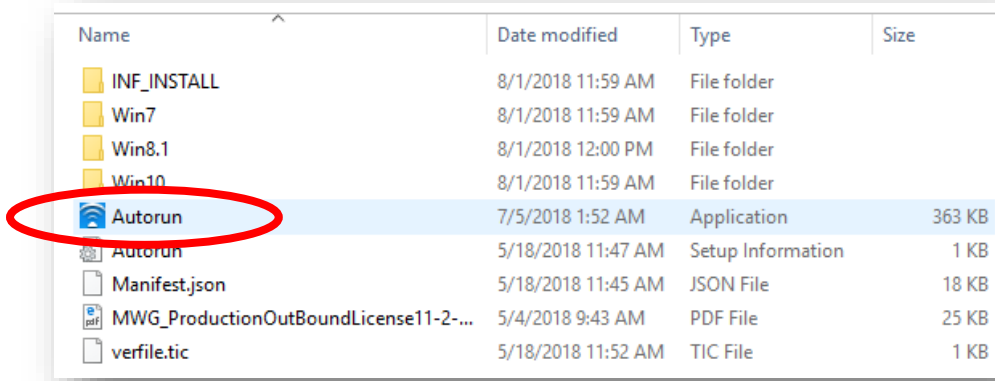 Name Date modified Type Size
INF_INSTALL 8/1/2018 11:59 AM File folder
Win7 8/1/2018 11:59 AM File folder
Win8.1 8/1/2018 12:00 PM File folder
Win10 8/1/2018 11:59 AM File folder
Autorun 7/5/2018 1:52 AM Application 363 KB
Autorun 5/18/2018 11:47 AM Setup Information 1 KB
Manifest.json 5/18/2018 11:45 AM JSON File 18 KB
MWG_ProductionOutBoundLicense11-2-... 5/4/2018 9:43 AM PDF File 25 KB
verfile.tic 5/18/2018 11:52 AM TIC File 1 KB